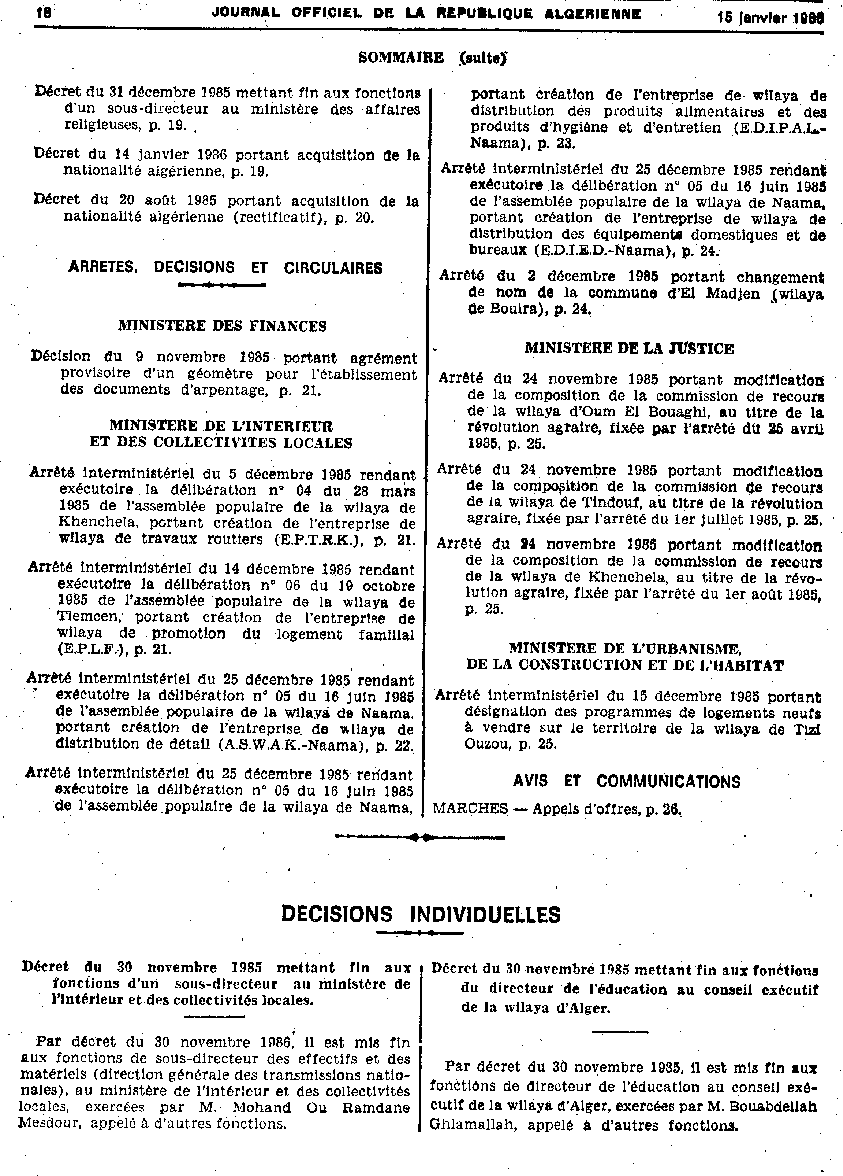 18 JOURNAL OFFICIEL DE LA REPUBLIQUE ALGERIENNE 15 janvier 1986
SOMMAIRE (suite)
Décret du 31 décembre 1985 mettant fin aux fonctions
d'un sous-directeur au ministère des affaires
religieuses, p. 19.
Décret du 14 janvier 1986 portant acquisition de la
nationalité algérienne, p. 19.
Décret du 20 août 1985 portant acquisition de la
nationalité algérienne (rectificatif), p. 20.
ARRETES, DECISIONS ET CIRCULAIRES
MINISTERE DES FINANCES
Décision du 9 novembre 1985 portant agrément
provisoire d'un géomètre pour l'établissement
des documents d'arpentage, p. 21.
MINISTERE DE L'INTERIEUR
ET DES COLLECTIVITES LOCALES
Arrêté interministériel du 5 décembre 1985 rendant
exécutoire la délibération n° 04 du 28 mars
1985 de l'assemblée populaire de la wilaya de
Khenchela, portant création de l'entreprise de
wilaya de travaux routiers (E.P.T.R.K.), p. 21.
Arrêté interministériel du 14 décembre 1985 rendant
exécutoire la délibération n° 06 du 19 octobre
1985 de l'assemblée populaire de la wilaya de
Tlemcen, portant création de l'entreprise de
wilaya de promotion du logement familial
(E.P.L.F.), p. 21.
Arrêté interministériel du 25 décembre 1985 rendant
exécutoire la délibération n° 05 du 16 juin 1985
de l'assemblée populaire de la wilaya de Naama,
portant création de l'entreprise de wilaya de
distribution de détail (A.S.W.A.K.-Naama), p. 22.
Arrêté interministériel du 25 décembre 1985 rendant
exécutoire la délibération n° 05 du 16 juin 1985
de l'assemblée populaire de la wilaya de Naama,
portant création de l'entreprise de wilaya de
distribution des produits alimentaires et des
produits d'hygiène et d'entretien (E.D.I.P.A.L.-
Naama), p. 23.
Arrêté interministériel du 25 décembre 1985 rendant
exécutoire la délibération n° 05 du 16 juin 1985
de l'assemblée populaire de la wilaya de Naama,
portant création de l'entreprise de wilaya de
distribution des équipements domestiques et de
bureaux (E.D.I.E.D.-Naama), p. 24.
Arrêté du 2 décembre 1985 portant changement
de nom de la commune d'El Madjen (wilaya
de Bouira), p. 24.
MINISTERE DE LA JUSTICE
Arrêté du 24 novembre 1985 portant modification
de la composition de la commission de recours
de la wilaya d'Oum El Bouaghi, au titre de la
révolution agraire, fixée par l'arrêté du 25 avril
1985, p. 25.
Arrêté du 24 novembre 1985 portant modification
de la composition de la commission de recours
de la wilaya de Tindouf, au titre de la révolution
agraire, fixée par l'arrêté du 1er juillet 1985, p. 25.
Arrêté du 24 novembre 1985 portant modification
de la composition de la commission de recours
de la wilaya de Khenchela, au titre de la révo-
lution agraire, fixée par l'arrêté du 1er août 1985,
p. 25.
MINISTERE DE L'URBANISME,
DE LA CONSTRUCTION ET DE L'HABITAT
Arrêté interministériel du 15 décembre 1985 portant
désignation des programmes de logements neufs
à vendre sur le territoire de la wilaya de Tizi
Ouzou, p. 25.
AVIS ET COMMUNICATIONS
MARCHES — Appels d'offres, p. 26.
DECISIONS INDIVIDUELLES
Décret du 30 novembre 1985 mettant fin aux
fonctions d'un sous-directeur au ministère de
l'intérieur et des collectivités locales.
Par décret du 30 novembre 1986, il est mis fin
aux fonctions de sous-directeur des effectifs et des
matériels (direction générale des transmissions natio-
nales), au ministère de l'intérieur et des collectivités
locales, exercées par M. Mohand Ou Ramdane
Mesdour, appelé à d'autres fonctions.
Décret du 30 novembre 1985 mettant fin aux fonctions
du directeur de l'éducation au conseil exécutif
de la wilaya d'Alger.
Par décret du 30 novembre 1985, il est mis fin aux
fonctions de directeur de l'éducation au conseil exé-
cutif de la wilaya d'Alger, exercées par M. Bouabdellah
Ghlamallah, appelé à d'autres fonctions.